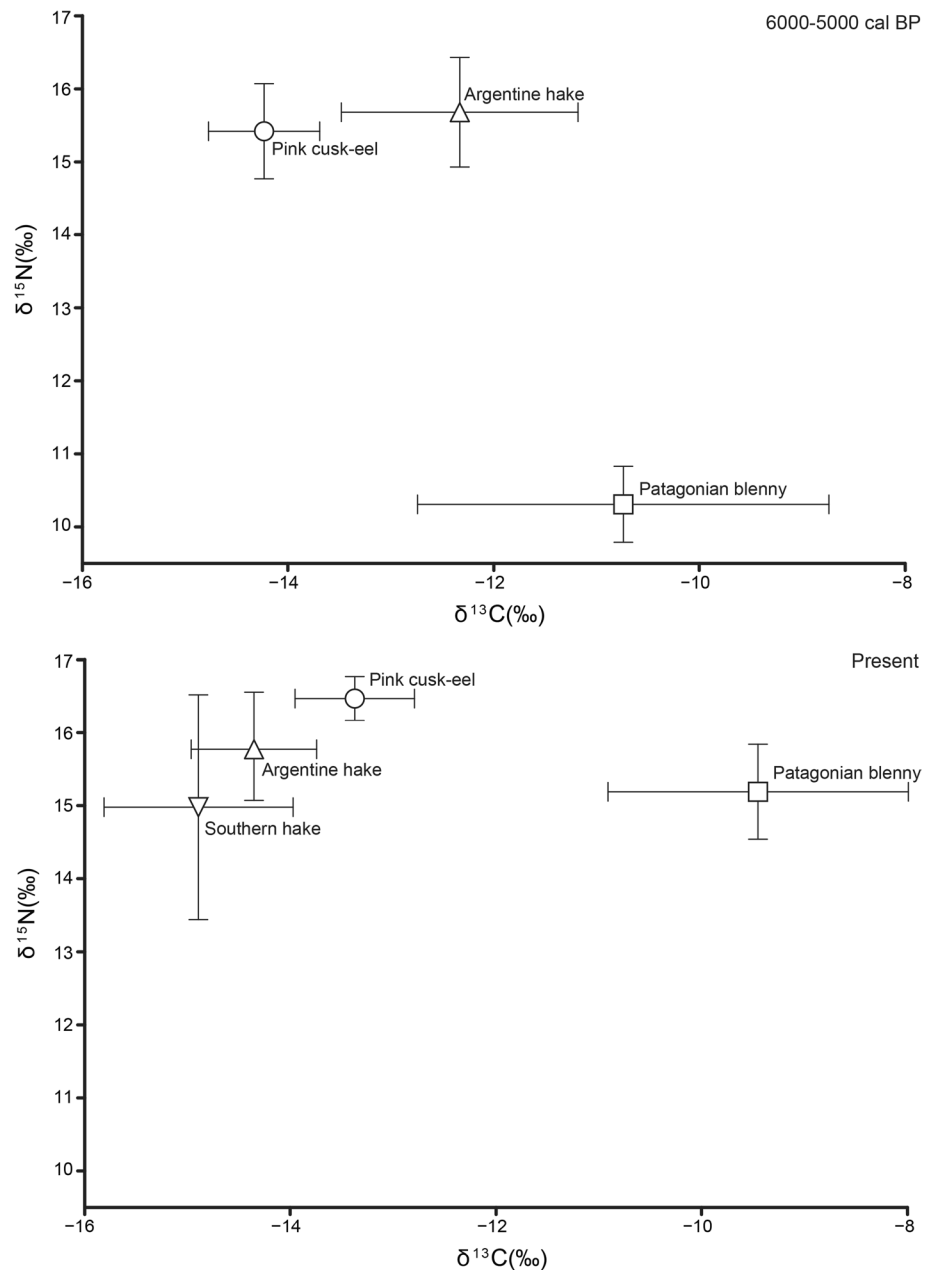 6000-5000 cal BP
17
16
15
14
13
12
11
10
δ¹⁵N(‰)
Argentine hake
Pink cusk-eel
Patagonian blenny
−16
−14
−12
−10
−8
δ¹³C(‰)
Present
17
16
15
14
13
12
11
10
δ¹⁵N(‰)
Pink cusk-eel
Argentine hake
Patagonian blenny
Southern hake
−16
−14
−12
−10
−8
δ¹³C(‰)